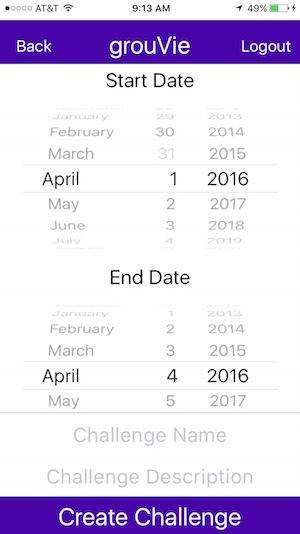 AT&T 9:13 AM 49%
Back grouVie Logout
Start Date
January 29 2013
February 30 2014
March 31 2015
April 1 2016
May 2 2017
June 3 2018
July 4 2019
End Date
January 1 2013
February 2 2014
March 3 2015
April 4 2016
May 5 2017
Challenge Name
Challenge Description
Create Challenge